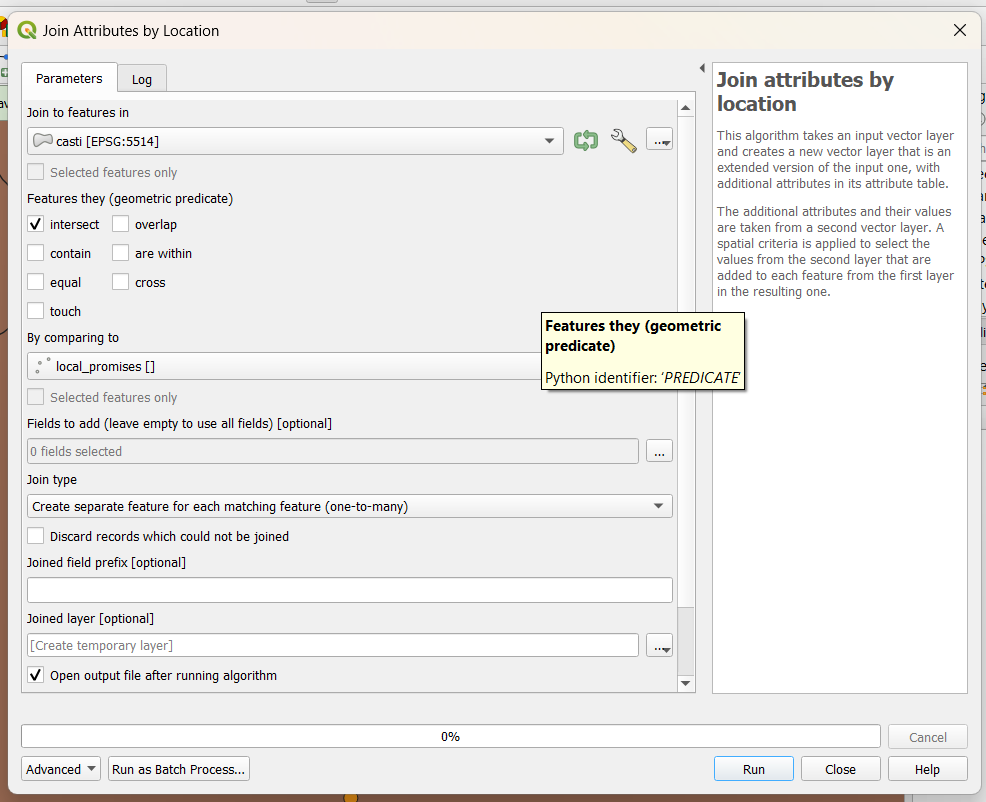 Join Attributes by Location
Parameters
Log
Join to features in
casti [EPSG:5514]
...
Selected features only
Features they (geometric predicate)
intersect
overlap
contain
are within
equal
cross
touch
By comparing to
local_promises []
Selected features only
Fields to add (leave empty to use all fields) [optional]
0 fields selected
...
Join type
Create separate feature for each matching feature (one-to-many)
Discard records which could not be joined
Joined field prefix [optional]
Joined layer [optional]
[Create temporary layer]
...
Open output file after running algorithm
Features they (geometric
predicate)
Python identifier: 'PREDICATE'
Join attributes by
location
This algorithm takes an input vector layer
and creates a new vector layer that is an
extended version of the input one, with
additional attributes in its attribute table.
The additional attributes and their values
are taken from a second vector layer. A
spatial criteria is applied to select the
values from the second layer that are
added to each feature from the first layer
in the resulting one.
0%
Cancel
Advanced
Run as Batch Process...
Run
Close
Help